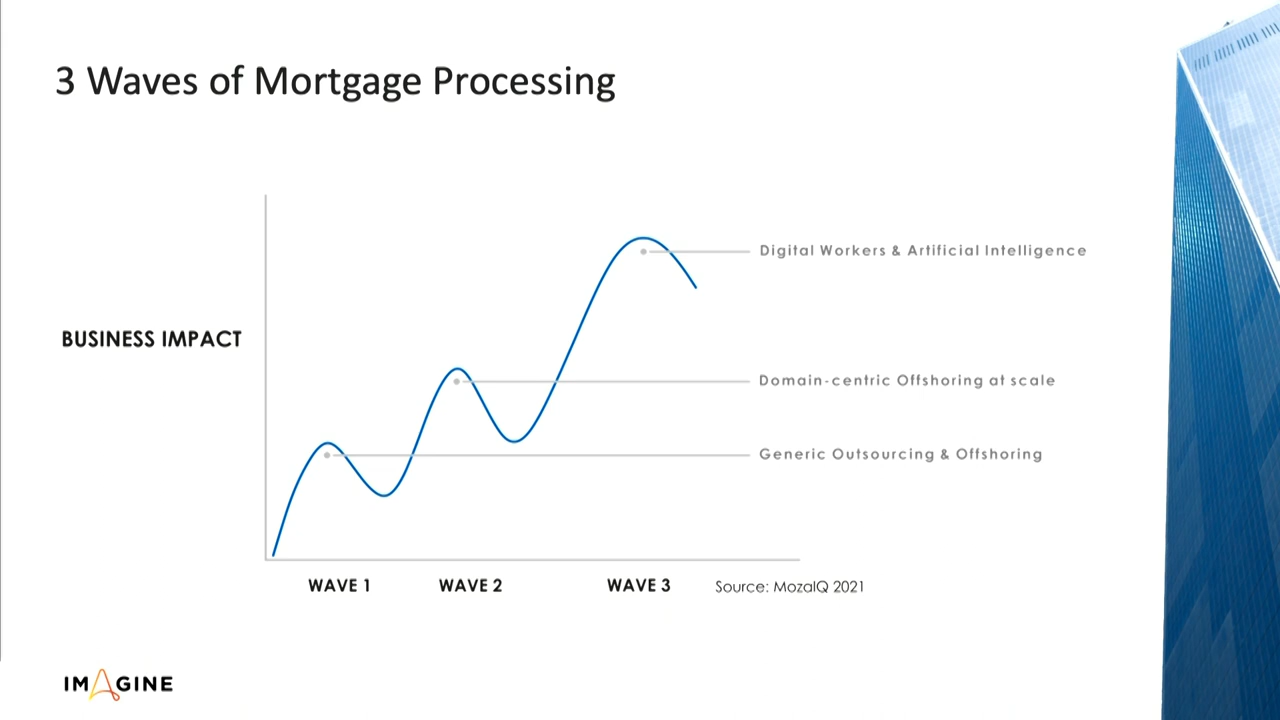 3 Waves of Mortgage Processing
Digital Workers & Artificial Intelligence
BUSINESS IMPACT
Domain-centric Offshoring at scale
Generic Outsourcing & Offshoring
WAVE 1
WAVE 2
WAVE 3
Source: MozaIQ 2021
IMAGINE